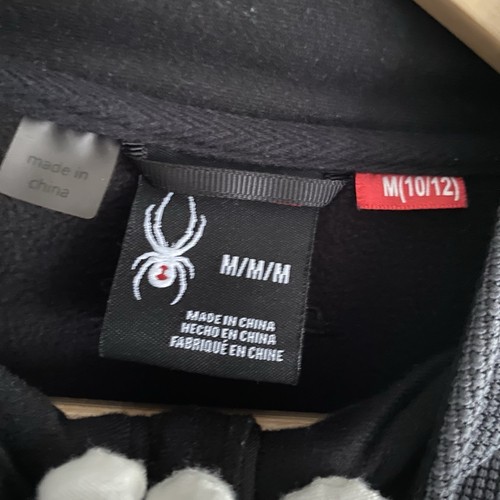 made in
china
M(10/12)
M/M/M
MADE IN CHINA
HECHO EN CHINA
FABRIQUÉ EN CHINE